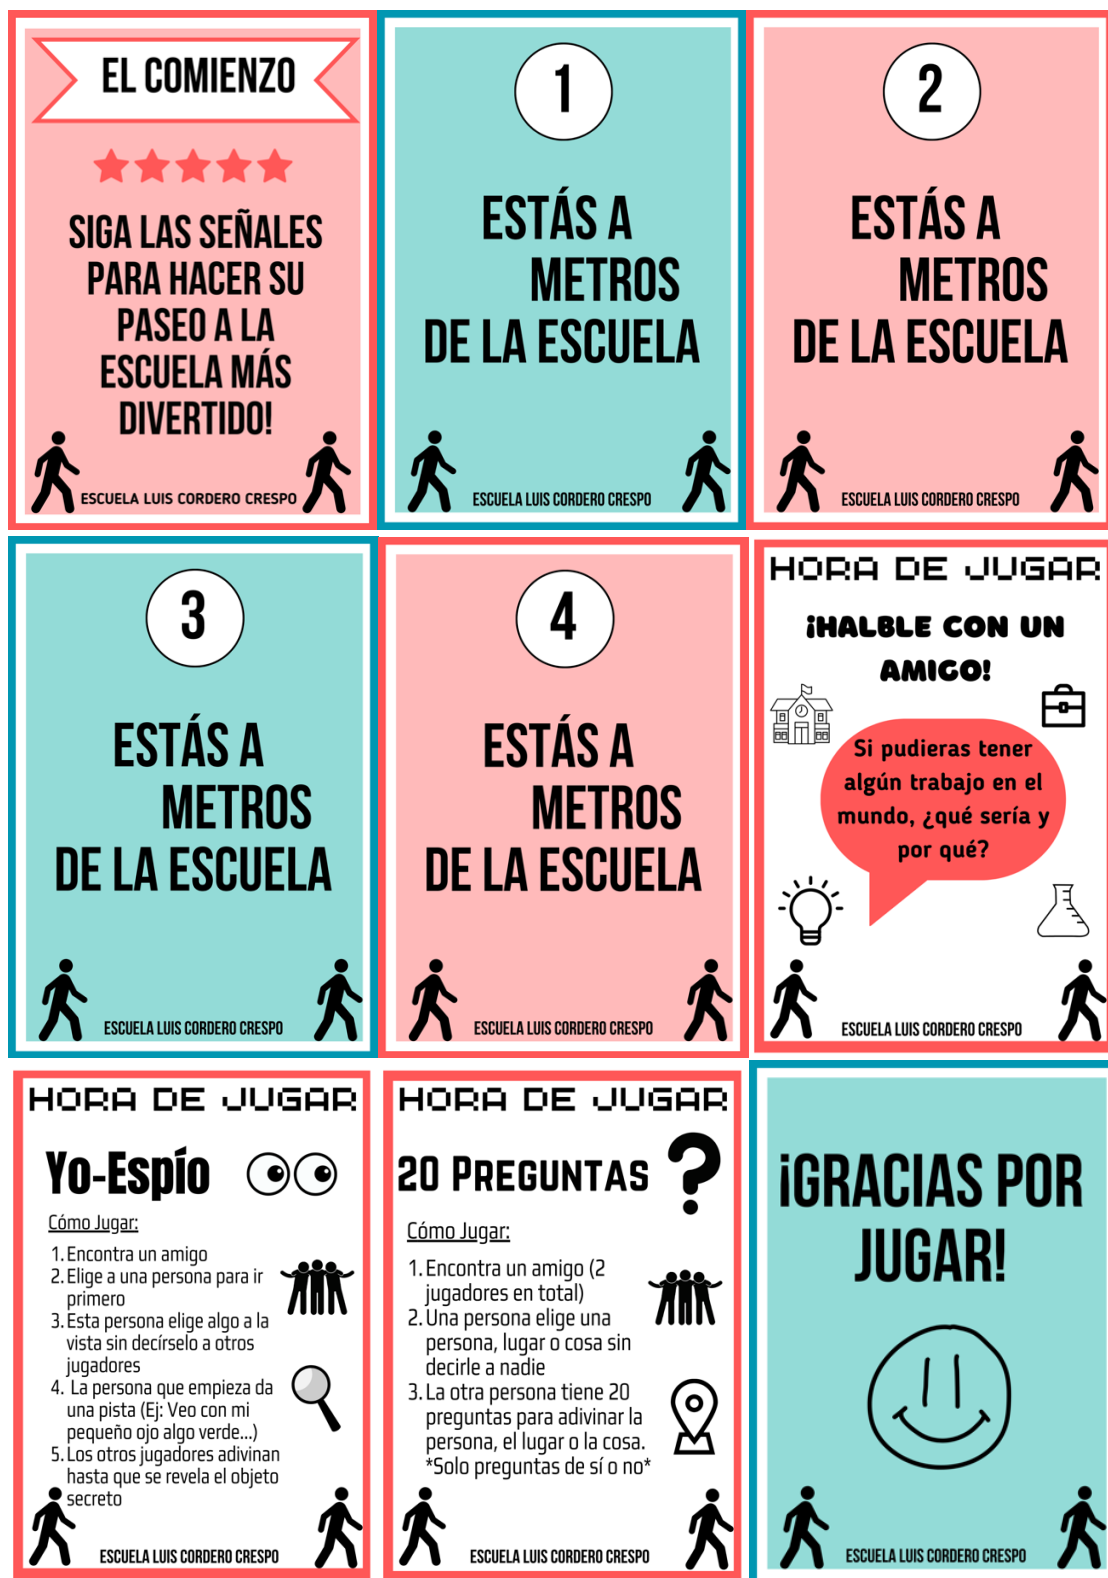 EL COMIENZO
SIGA LAS SEÑALES
PARA HACER SU
PASEO A LA
ESCUELA MÁS
DIVERTIDO!
ESCUELA LUIS CORDERO CRESPO
1
ESTÁS A
METROS
DE LA ESCUELA
ESCUELA LUIS CORDERO CRESPO
2
ESTÁS A
METROS
DE LA ESCUELA
ESCUELA LUIS CORDERO CRESPO
3
ESTÁS A
METROS
DE LA ESCUELA
ESCUELA LUIS CORDERO CRESPO
4
ESTÁS A
METROS
DE LA ESCUELA
ESCUELA LUIS CORDERO CRESPO
HORA DE JUGAR
¡HALBLE CON UN
AMIGO!
Si pudieras tener
algún trabajo en el
mundo, ¿qué sería y
por qué?
ESCUELA LUIS CORDERO CRESPO
HORA DE JUGAR
Yo-Espío
Cómo Jugar:
1. Encontra un amigo
2. Elige a una persona para ir
primero
3. Esta persona elige algo a la
vista sin decírselo a otros
jugadores
4. La persona que empieza da
una pista (Ej: Veo con mi
pequeño ojo algo verde...)
5. Los otros jugadores adivinan
hasta que se revela el objeto
secreto
ESCUELA LUIS CORDERO CRESPO
HORA DE JUGAR
20 PREGUNTAS ?
Cómo Jugar:
1. Encontra un amigo (2
jugadores en total)
2. Una persona elige una
persona, lugar o cosa sin
decirle a nadie
3. La otra persona tiene 20
preguntas para adivinar la
persona, el lugar o la cosa.
*Solo preguntas de sí o no*
ESCUELA LUIS CORDERO CRESPO
¡GRACIAS POR
JUGAR!
ESCUELA LUIS CORDERO CRESPO